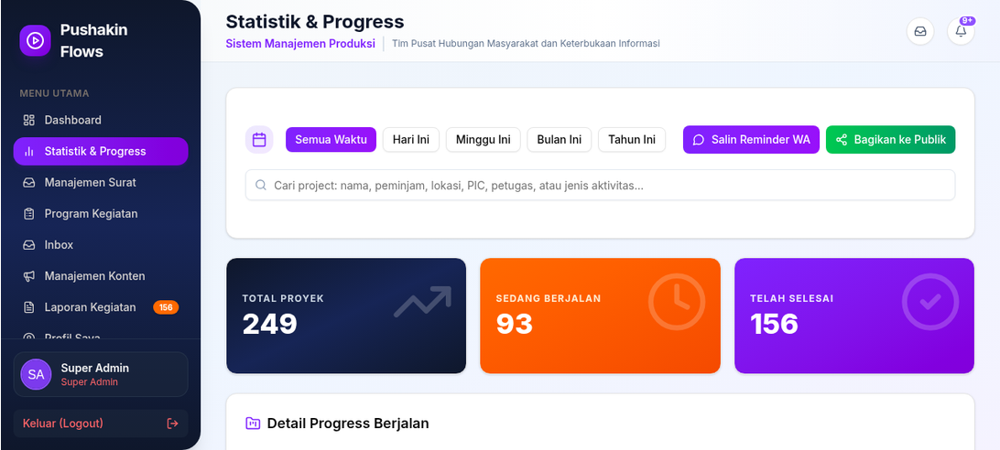 Pushakin
Flows
MENU UTAMA
Dashboard
Statistik & Progress
Manajemen Surat
Program Kegiatan
Inbox
Manajemen Konten
Laporan Kegiatan 156
Profil Saya
SA
Super Admin
Super Admin
Keluar (Logout)
Statistik & Progress
Sistem Manajemen Produksi
Tim Pusat Hubungan Masyarakat dan Keterbukaan Informasi
9+
Semua Waktu
Hari Ini
Minggu Ini
Bulan Ini
Tahun Ini
Salin Reminder WA
Bagikan ke Publik
Cari project: nama, peminjam, lokasi, PIC, petugas, atau jenis aktivitas...
TOTAL PROYEK
249
SEDANG BERJALAN
93
TELAH SELESAI
156
Detail Progress Berjalan